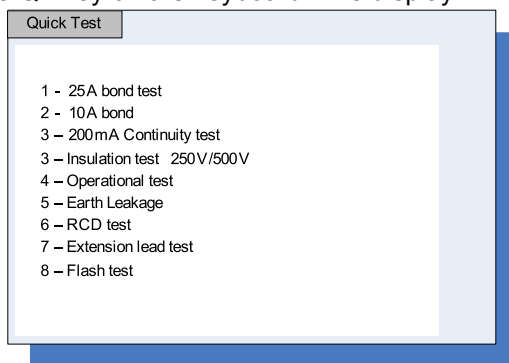 Quick Test
1 - 25A bond test
2 - 10A bond
3 – 200mA Continuity test
3 – Insulation test 250V/500V
4 – Operational test
5 – Earth Leakage
6 – RCD test
7 – Extension lead test
8 – Flash test